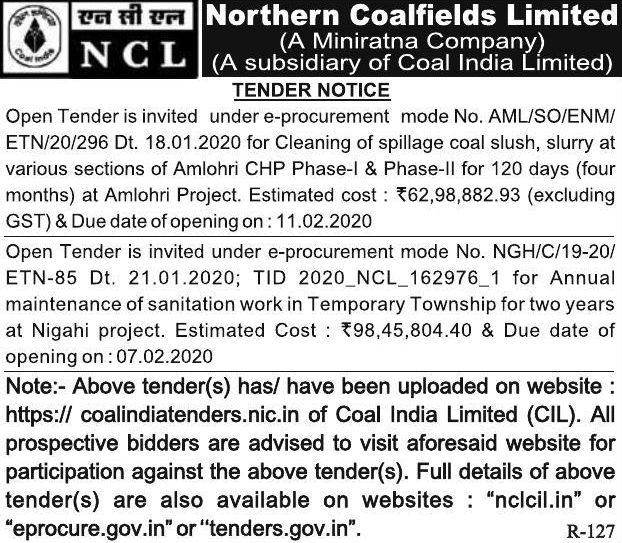 एन सी एल
NCL
Coal India
Northern Coalfields Limited
(A Miniratna Company)
(A subsidiary of Coal India Limited)
TENDER NOTICE
Open Tender is invited under e-procurement mode No. AML/SO/ENM/
ETN/20/296 Dt. 18.01.2020 for Cleaning of spillage coal slush, slurry at
various sections of Amlohri CHP Phase-I & Phase-II for 120 days (four
months) at Amlohri Project. Estimated cost : ₹62,98,882.93 (excluding
GST) & Due date of opening on : 11.02.2020
Open Tender is invited under e-procurement mode No. NGH/C/19-20/
ETN-85 Dt. 21.01.2020; TID 2020_NCL_162976_1 for Annual
maintenance of sanitation work in Temporary Township for two years
at Nigahi project. Estimated Cost : ₹98,45,804.40 & Due date of
opening on : 07.02.2020
Note:- Above tender(s) has/ have been uploaded on website :
https:// coalindiatenders.nic.in of Coal India Limited (CIL). All
prospective bidders are advised to visit aforesaid website for
participation against the above tender(s). Full details of above
tender(s) are also available on websites : “nclcil.in” or
“eprocure.gov.in” or ‘‘tenders.gov.in”.
R-127